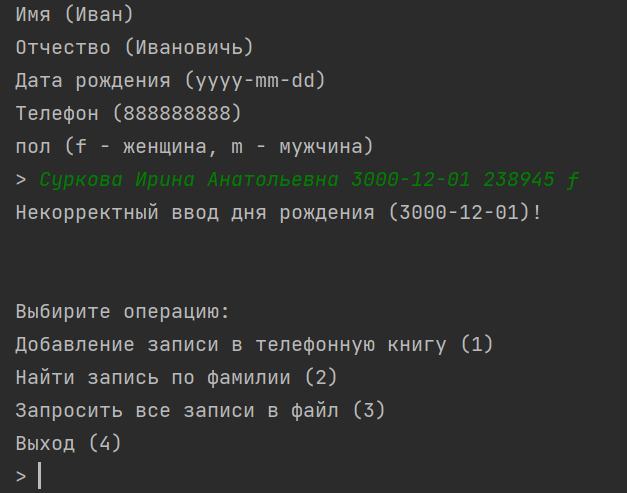 Имя (Иван)
Отчество (Ивановичь)
Дата рождения (yyyy-mm-dd)
Телефон (888888888)
пол (f - женщина, m - мужчина)
> Суркова Ирина Анатольевна 3000-12-01 238945 f
Некорректный ввод дня рождения (3000-12-01)!
Выбирите операцию:
Добавление записи в телефонную книгу (1)
Найти запись по фамилии (2)
Запросить все записи в файл (3)
Выход (4)
>